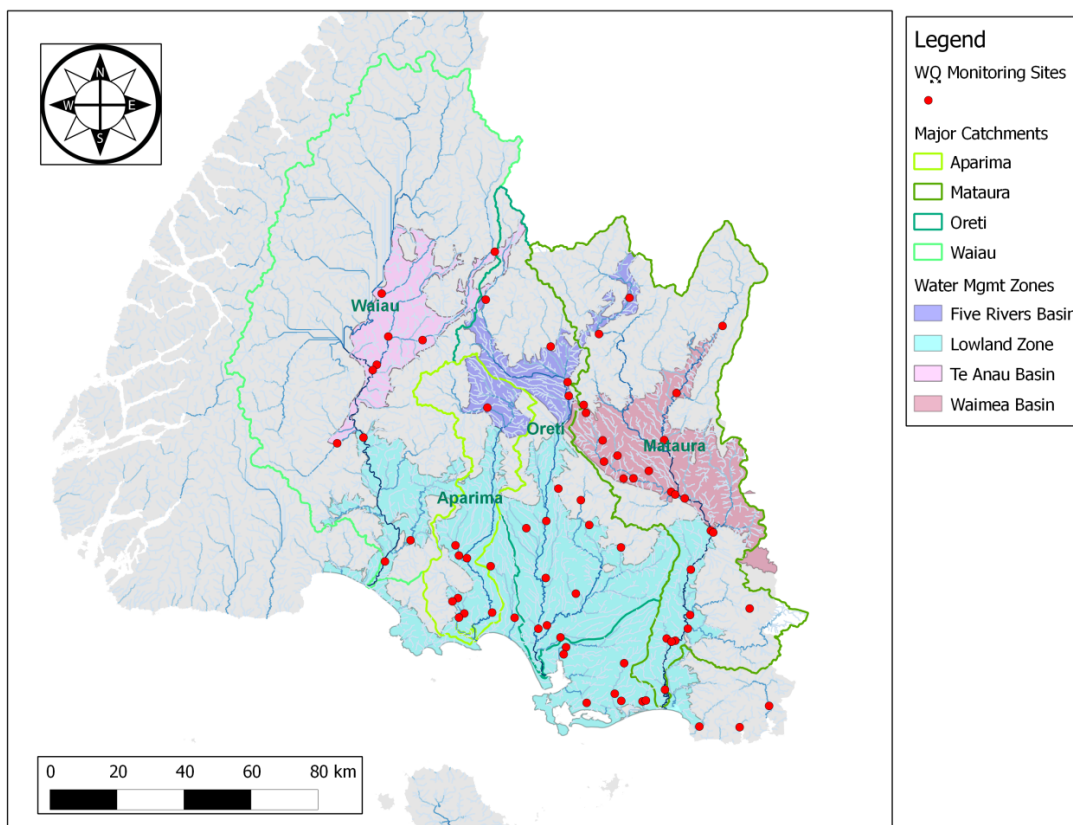 N
W
E
S
Waiau
Oreti
Mataura
Aparima
0 20 40 60 80 km
Legend
WQ Monitoring Sites
Major Catchments
Aparima
Mataura
Oreti
Waiau
Water Mgmt Zones
Five Rivers Basin
Lowland Zone
Te Anau Basin
Waimea Basin